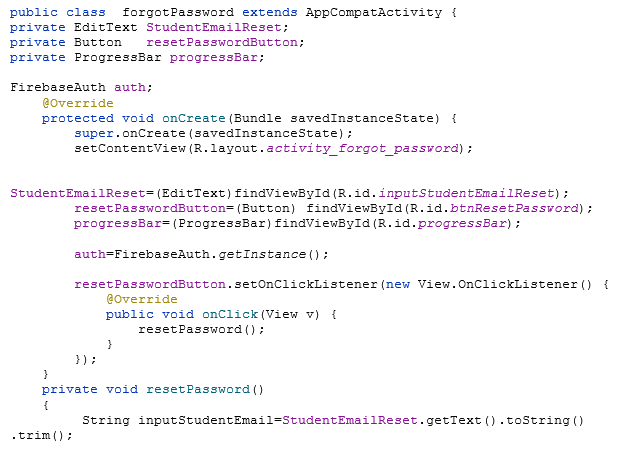 public class  forgotPassword extends AppCompatActivity {
private EditText StudentEmailReset;
private Button   resetPasswordButton;
private ProgressBar progressBar;

FirebaseAuth auth;
    @Override
    protected void onCreate(Bundle savedInstanceState) {
        super.onCreate(savedInstanceState);
        setContentView(R.layout.activity_forgot_password);

StudentEmailReset=(EditText)findViewById(R.id.inputStudentEmailReset);
        resetPasswordButton=(Button) findViewById(R.id.btnResetPassword);
        progressBar=(ProgressBar)findViewById(R.id.progressBar);

        auth=FirebaseAuth.getInstance();

        resetPasswordButton.setOnClickListener(new View.OnClickListener() {
            @Override
            public void onClick(View v) {
                resetPassword();
            }
        });
    }
    private void resetPassword()
    {
         String inputStudentEmail=StudentEmailReset.getText().toString()
.trim();